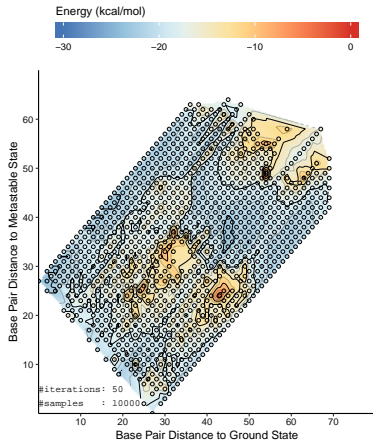 Energy (kcal/mol)
−30 −20 −10 0
60
50
40
30
20
10
Base Pair Distance to Metastable State
#iterations: 50
#samples : 10000
10 20 30 40 50 60 70
Base Pair Distance to Ground State